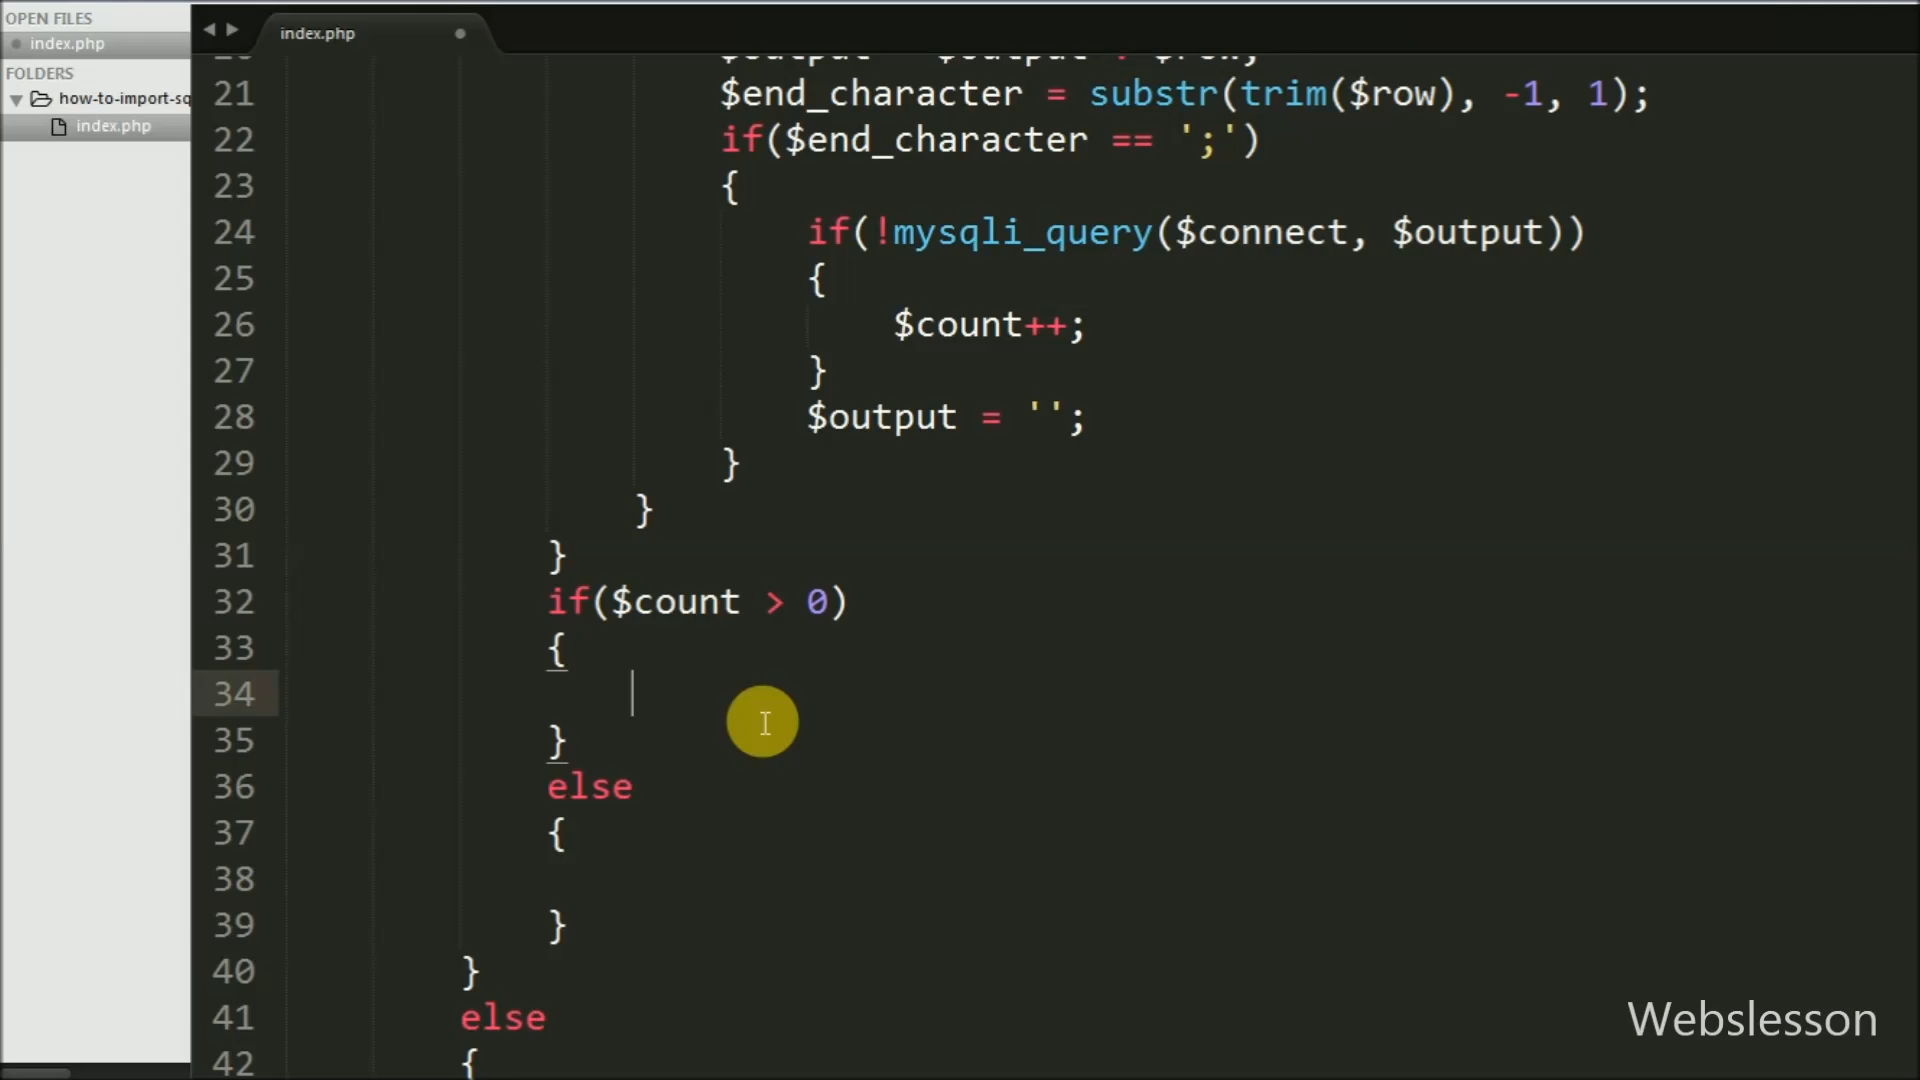 OPEN FILES
index.php
FOLDERS
how-to-import-sq
index.php
index.php
21 $end_character = substr(trim($row), -1, 1);
22 if($end_character == ';')
23 {
24 if(!mysqli_query($connect, $output))
25 {
26 $count++;
27 }
28 $output = '';
29 }
30 }
31 }
32 if($count > 0)
33 {
34
35 }
36 else
37 {
38
39 }
40 }
41 else
42 {
Webslesson